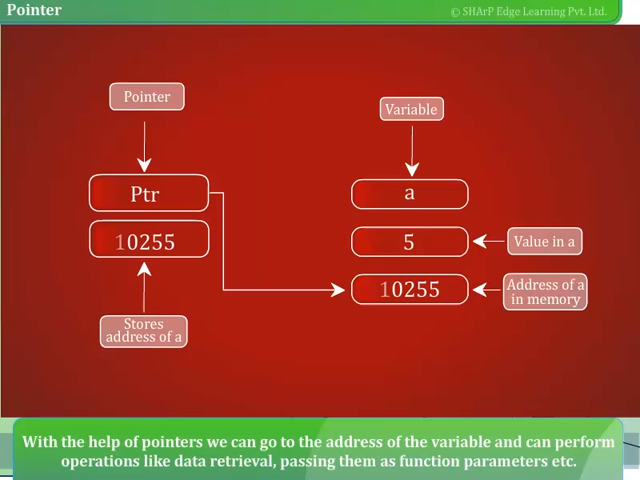 Pointer
© SHArP Edge Learning Pvt. Ltd.
Pointer
Variable
Ptr
a
10255
5
Value in a
10255
Address of a
in memory
Stores
address of a
With the help of pointers we can go to the address of the variable and can perform
operations like data retrieval, passing them as function parameters etc.